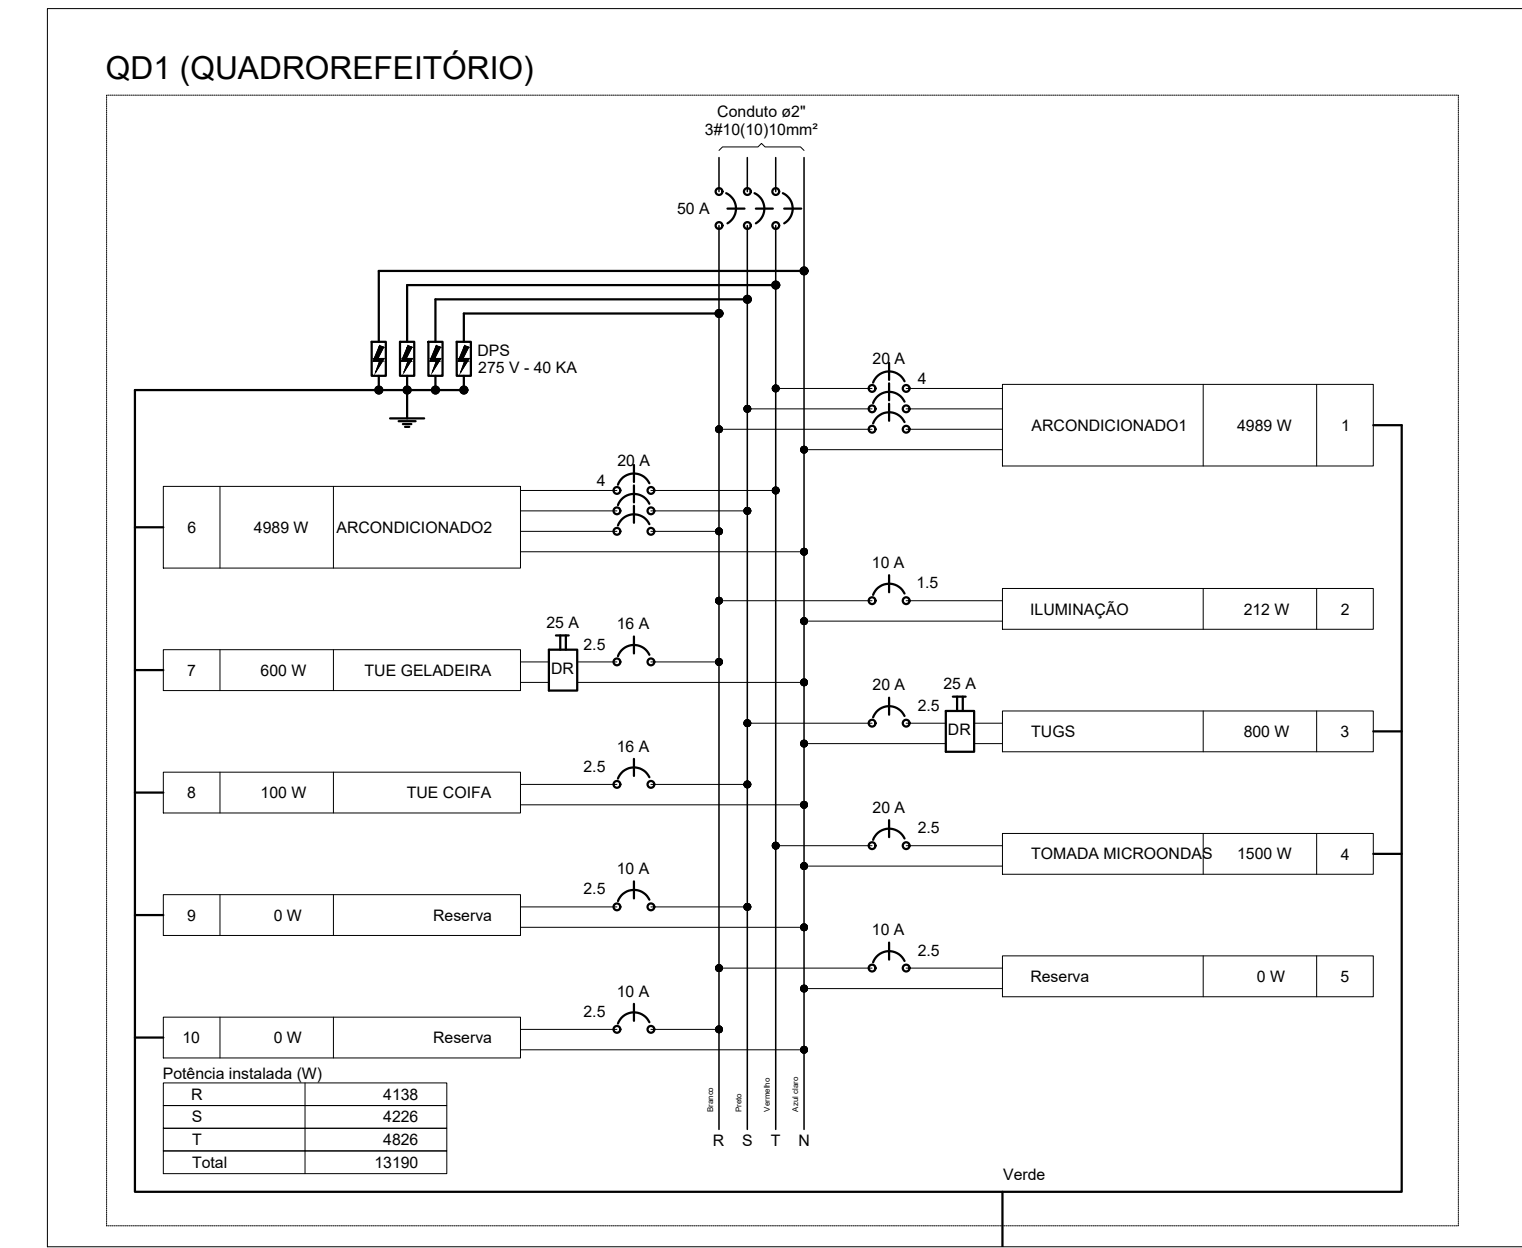 QD1 (QUADROREFEITÓRIO)
Conduto ø2"
3#10(10)10mm²
50 A
DPS
275 V - 40 KA
20 A
4
ARCONDICIONADO1 4989 W 1
20 A
4
6 4989 W ARCONDICIONADO2
10 A
1.5
ILUMINAÇÃO 212 W 2
25 A
16 A
2.5
DR
7 600 W TUE GELADEIRA
20 A
25 A
2.5
DR
TUGS 800 W 3
16 A
2.5
8 100 W TUE COIFA
20 A
2.5
TOMADA MICROONDAS 1500 W 4
10 A
2.5
9 0 W Reserva
10 A
2.5
Reserva 0 W 5
10 A
2.5
10 0 W Reserva
Potência instalada (W)
R 4138
S 4226
T 4826
Total 13190
Branco
Preto
Vermelho
Azul claro
R S T N
Verde